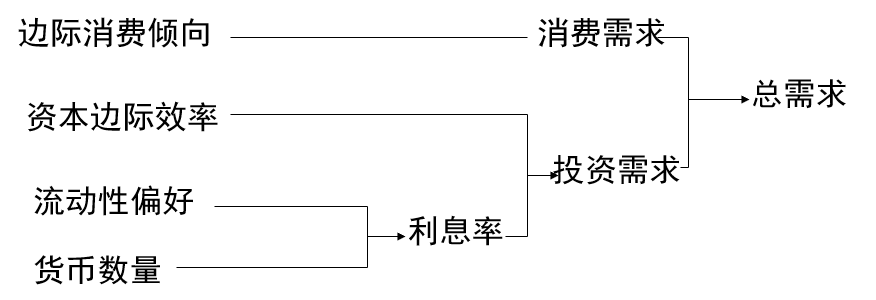 边际消费倾向
消费需求
总需求
资本边际效率
投资需求
流动性偏好
利息率
货币数量